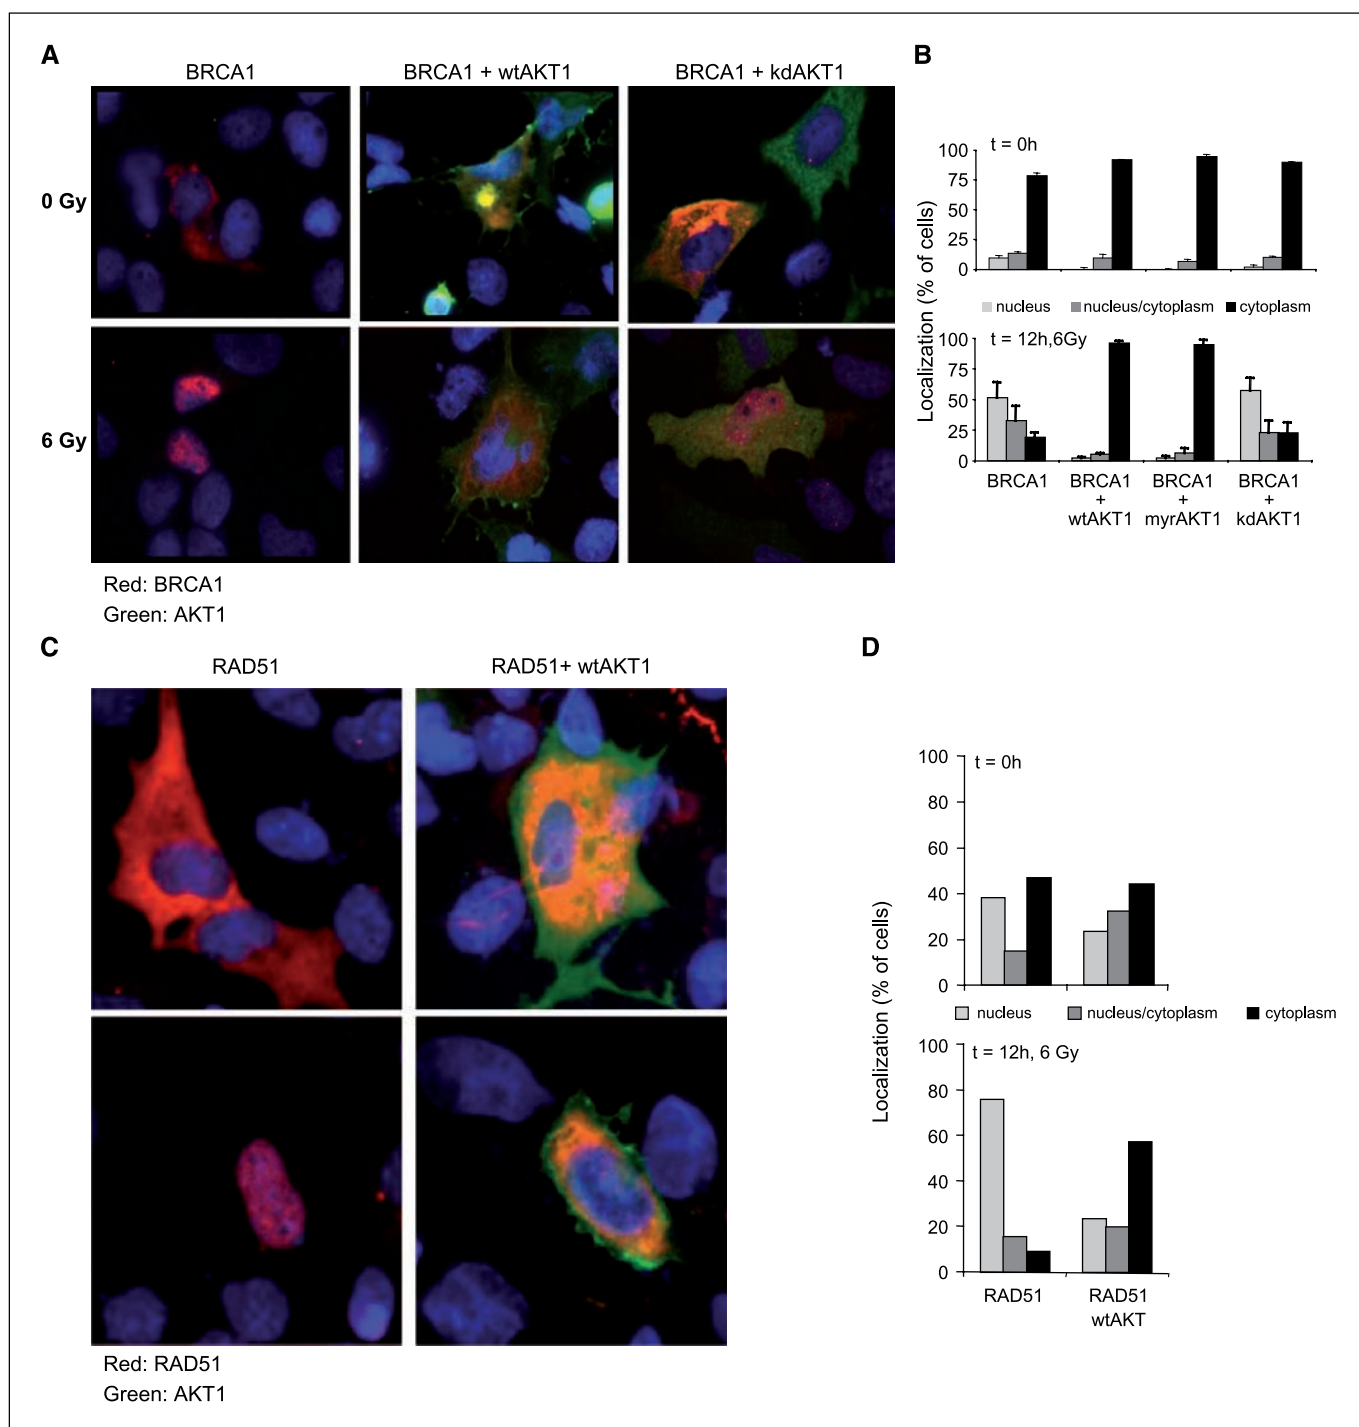 A
BRCA1
BRCA1 + wtAKT1
BRCA1 + kdAKT1
0 Gy
6 Gy
Red: BRCA1
Green: AKT1
B
Localization (% of cells)
t = 0h
100
75
50
25
0
nucleus nucleus/cytoplasm cytoplasm
t = 12h,6Gy
100
75
50
25
0
BRCA1
BRCA1
+
wtAKT1
BRCA1
+
myrAKT1
BRCA1
+
kdAKT1
C
RAD51
RAD51+ wtAKT1
Red: RAD51
Green: AKT1
D
Localization (% of cells)
t = 0h
100
80
60
40
20
0
nucleus nucleus/cytoplasm cytoplasm
t = 12h, 6 Gy
100
80
60
40
20
0
RAD51
RAD51
wtAKT